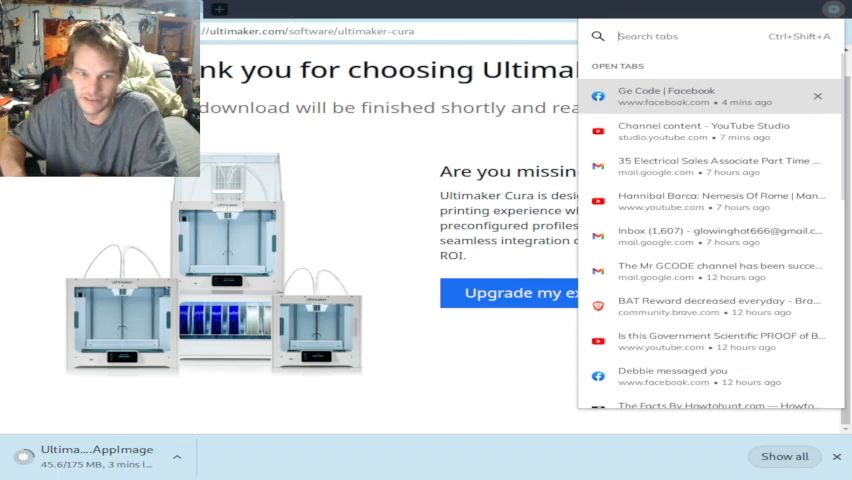 //ultimaker.com/software/ultimaker-cura
nk you for choosing Ultima
download will be finished shortly and rea
Are you missin
Ultimaker Cura is desi
printing experience w
preconfigured profiles
seamless integration
ROI.
Upgrade my e
Search tabs
Ctrl+Shift+A
OPEN TABS
Ge Code | Facebook
www.facebook.com • 4 mins ago
Channel content - YouTube Studio
studio.youtube.com • 7 mins ago
35 Electrical Sales Associate Part Time ...
mail.google.com • 7 hours ago
Hannibal Barca: Nemesis Of Rome | Man...
www.youtube.com • 7 hours ago
Inbox (1,607) - glowinghot666@gmail.c...
mail.google.com • 7 hours ago
The Mr GCODE channel has been succe...
mail.google.com • 12 hours ago
BAT Reward decreased everyday - Bra...
community.brave.com • 12 hours ago
Is this Government Scientific PROOF of B...
www.youtube.com • 12 hours ago
Debbie messaged you
www.facebook.com • 12 hours ago
The Facts By Howtohunt.com — Howto...
Ultima....AppImage
45.6/175 MB, 3 mins l...
Show all